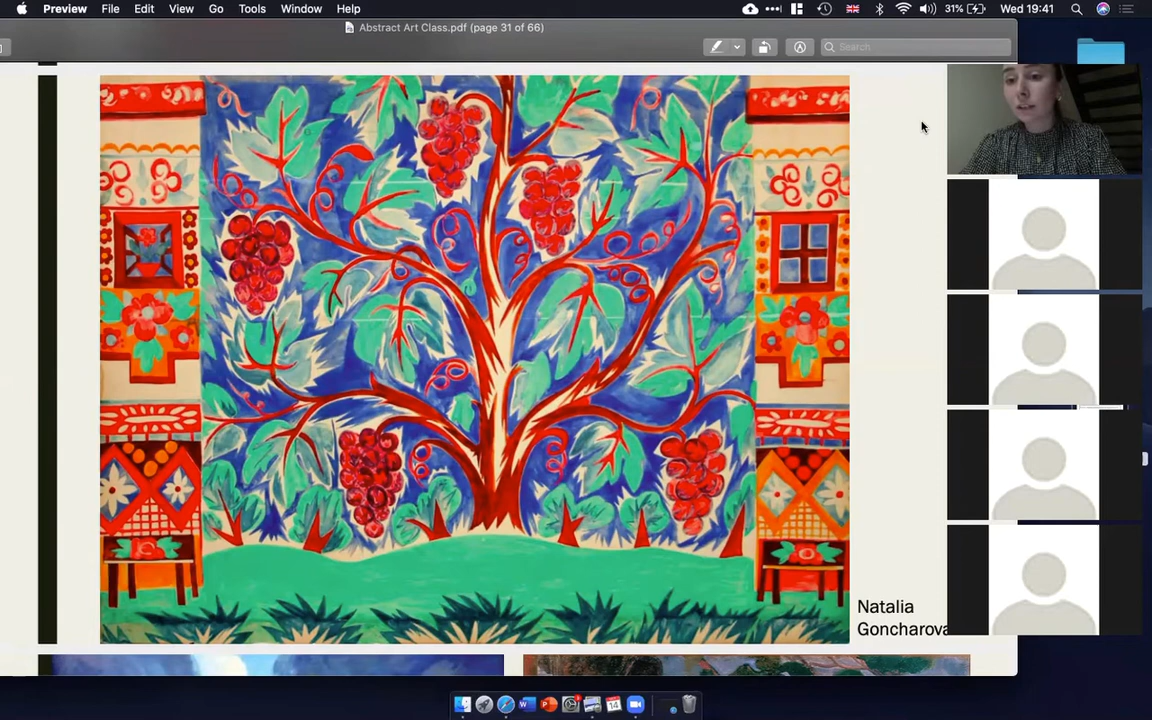 Preview File Edit View Go Tools Window Help 31% Wed 19:41
Abstract Art Class.pdf (page 31 of 66)
Search
Natalia
Goncharova
14